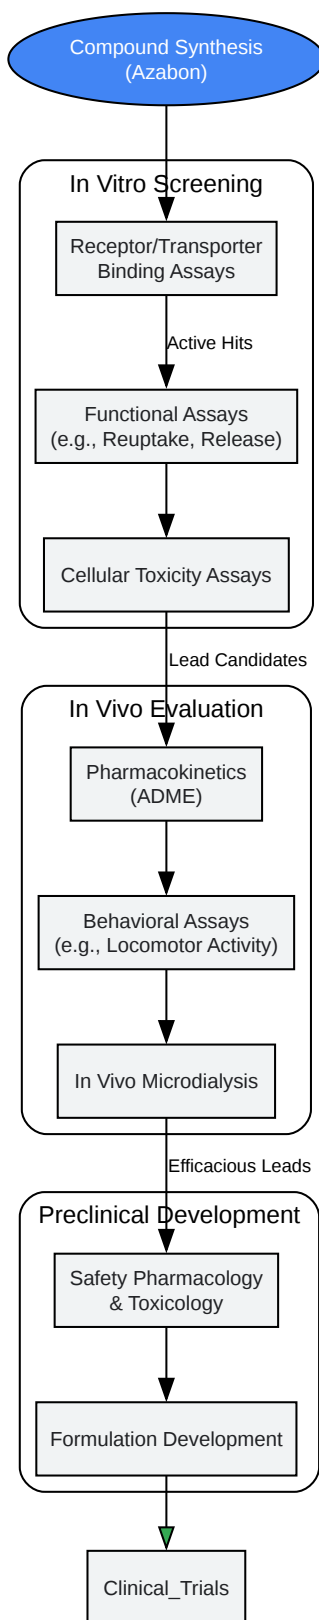 Compound Synthesis
(Azabon)
In Vitro Screening
Receptor/Transporter
Binding Assays
Active Hits
Functional Assays
(e.g., Reuptake, Release)
Cellular Toxicity Assays
Lead Candidates
In Vivo Evaluation
Pharmacokinetics
(ADME)
Behavioral Assays
(e.g., Locomotor Activity)
In Vivo Microdialysis
Efficacious Leads
Preclinical Development
Safety Pharmacology
& Toxicology
Formulation Development
Clinical_Trials